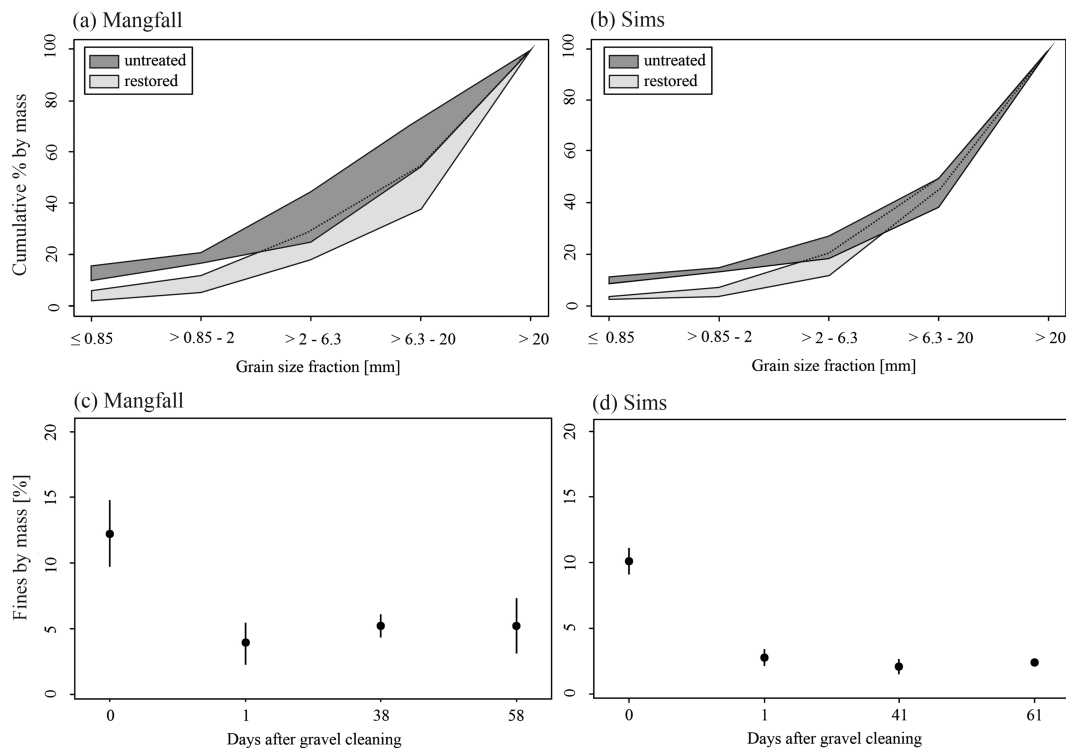 (a) Mangfall
(b) Sims
untreated
restored
untreated
restored
Cumulative % by mass
100
80
60
40
20
0
100
80
60
40
20
0
≤ 0.85 > 0.85 - 2 > 2 - 6.3 > 6.3 - 20 > 20
≤ 0.85 > 0.85 - 2 > 2 - 6.3 > 6.3 - 20 > 20
Grain size fraction [mm]
Grain size fraction [mm]
(c) Mangfall
(d) Sims
Fines by mass [%]
20
15
10
5
0
20
15
10
5
0
0 1 38 58
0 1 41 61
Days after gravel cleaning
Days after gravel cleaning